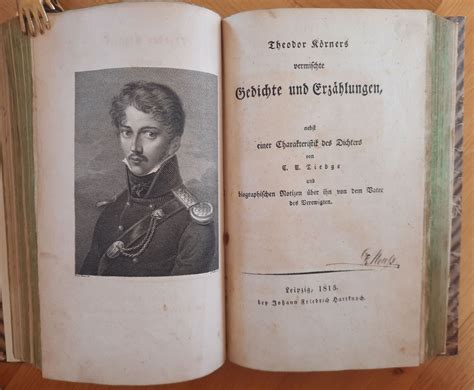 Theodor Körners
vermischte
Gedichte und Erzählungen,
nebst
einer Charakteristik des Dichters
von
C. A. Tiedge
und
biographischen Notizen über ihn von dem Vater
des Verewigten.
Leipzig, 1815.
bey Johann Friedrich Hartknoch.